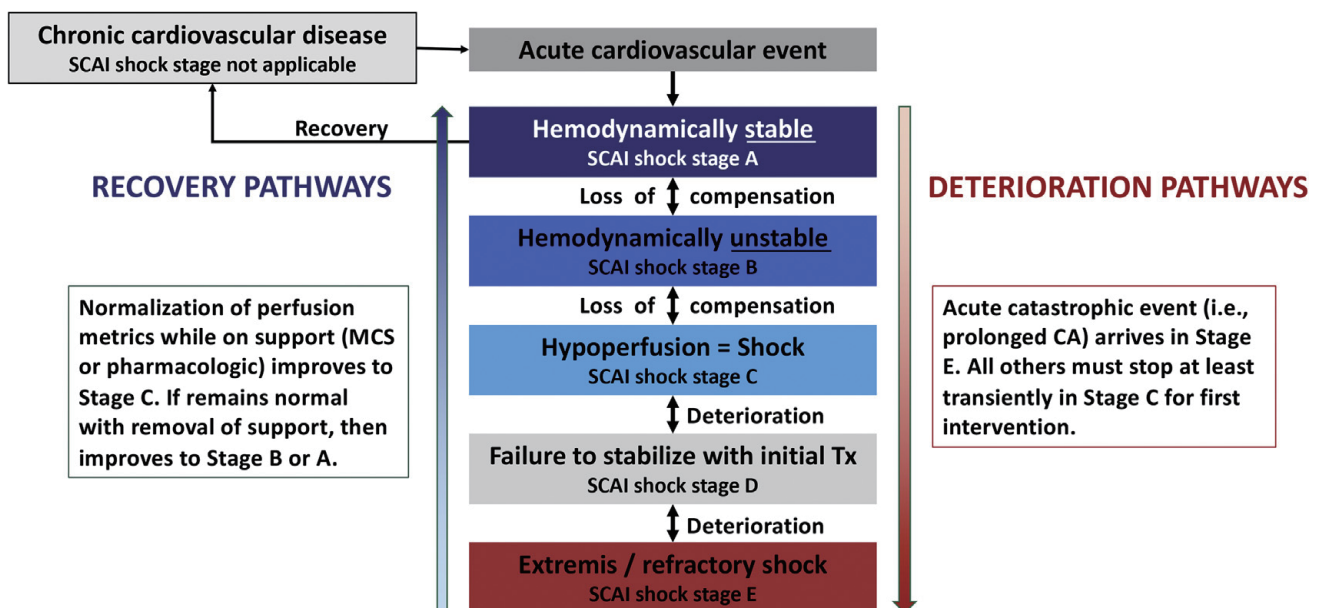 Chronic cardiovascular disease
SCAI shock stage not applicable
Acute cardiovascular event
Recovery
Hemodynamically stable
SCAI shock stage A
RECOVERY PATHWAYS
DETERIORATION PATHWAYS
Loss of compensation
Hemodynamically unstable
SCAI shock stage B
Loss of compensation
Normalization of perfusion
metrics while on support (MCS
or pharmacologic) improves to
Stage C. If remains normal
with removal of support, then
improves to Stage B or A.
Hypoperfusion = Shock
SCAI shock stage C
Acute catastrophic event (i.e.,
prolonged CA) arrives in Stage
E. All others must stop at least
transiently in Stage C for first
intervention.
Deterioration
Failure to stabilize with initial Tx
SCAI shock stage D
Deterioration
Extremis / refractory shock
SCAI shock stage E